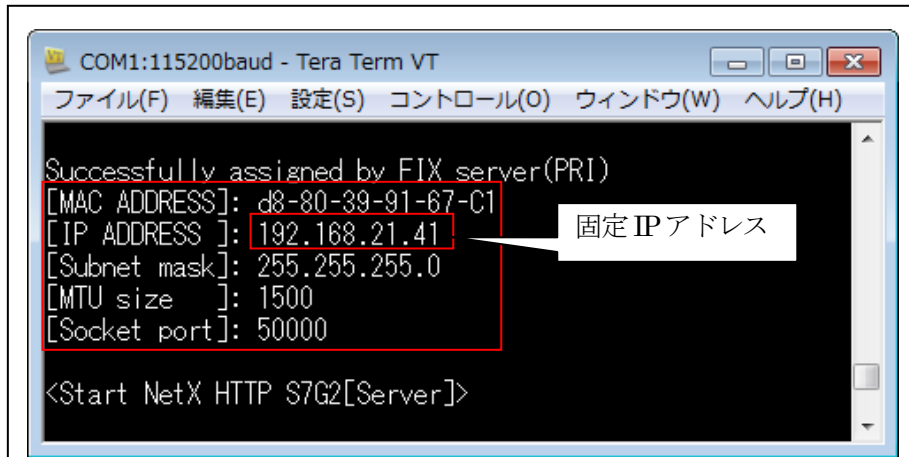 COM1:115200baud - Tera Term VT
ファイル(F) 編集(E) 設定(S) コントロール(O) ウィンドウ(W) ヘルプ(H)
Successfully assigned by FIX server(PRI)
[MAC ADDRESS]: d8-80-39-91-67-C1
[IP ADDRESS ]: 192.168.21.41
固定IPアドレス
[Subnet mask]: 255.255.255.0
[MTU size   ]: 1500
[Socket port]: 50000
<Start NetX HTTP S7G2[Server]>